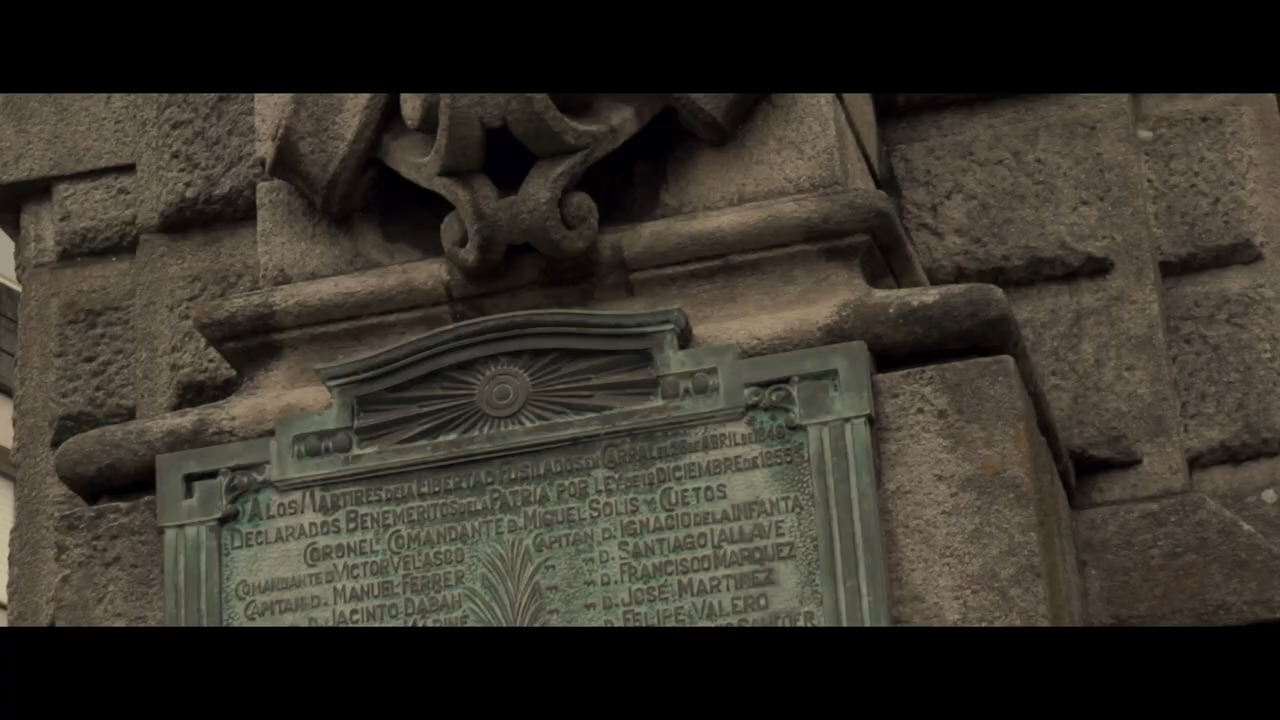 A LOS MARTIRES DE LA LIBERTAD FUSILADOS EN CARRAL EL 26 DE ABRIL DE 1846
DECLARADOS BENEMERITOS DE LA PATRIA POR LEY DE 19 DICIEMBRE DE 1855
CORONEL COMANDANTE D. MIGUEL SOLIS Y CUETOS
COMANDANTE D. VICTOR VELASCO CAPITAN D. IGNACIO DE LA INFANTA
CAPITAN D. MANUEL FERRER " D. SANTIAGO LALLAVE
" D. JACINTO DABAN " D. FRANCISCO MARQUEZ
" D. JOSÉ MARTINEZ
" D. FELIPE VALERO